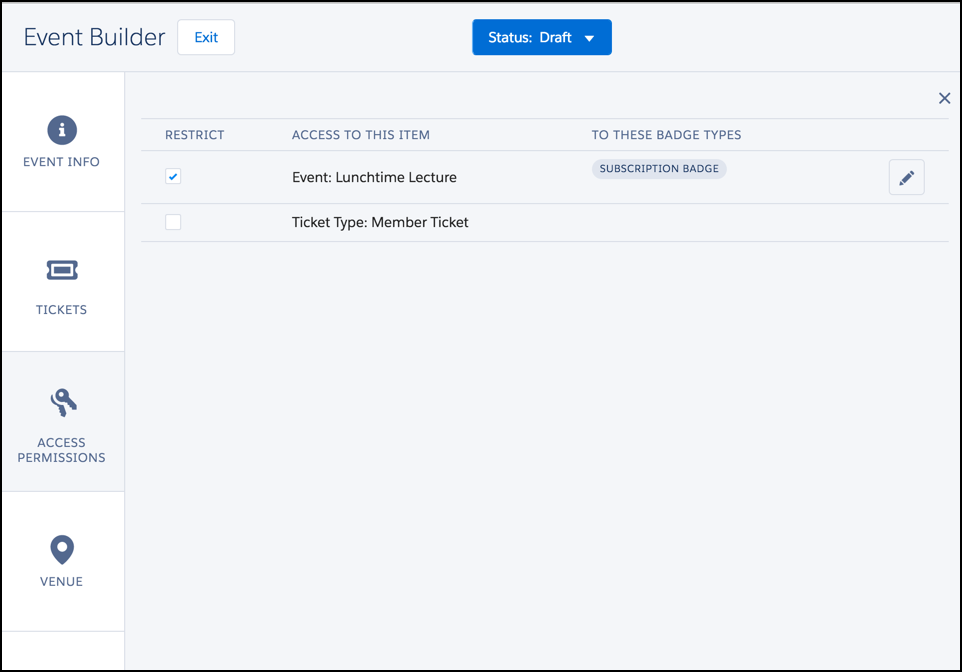 Event Builder
Exit
Status: Draft
EVENT INFO
TICKETS
ACCESS
PERMISSIONS
VENUE
RESTRICT ACCESS TO THIS ITEM TO THESE BADGE TYPES
Event: Lunchtime Lecture SUBSCRIPTION BADGE
Ticket Type: Member Ticket